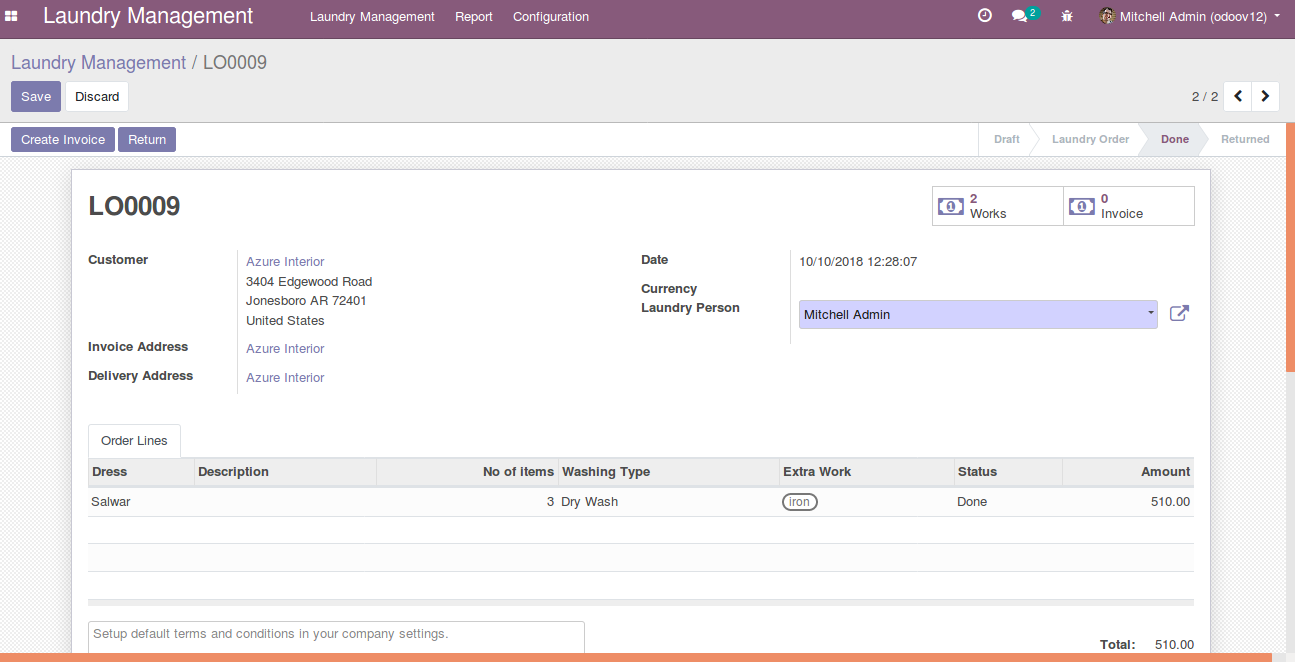 Laundry Management Laundry Management Report Configuration 2 Mitchell Admin (odoov12)
Laundry Management / LO0009
Save Discard 2 / 2
Create Invoice Return Draft Laundry Order Done Returned
LO0009
2 Works
0 Invoice
Customer Azure Interior
3404 Edgewood Road
Jonesboro AR 72401
United States
Invoice Address Azure Interior
Delivery Address Azure Interior
Date 10/10/2018 12:28:07
Currency
Laundry Person Mitchell Admin
Order Lines
Dress Description No of items Washing Type Extra Work Status Amount
Salwar 3 Dry Wash iron Done 510.00
Setup default terms and conditions in your company settings.
Total: 510.00